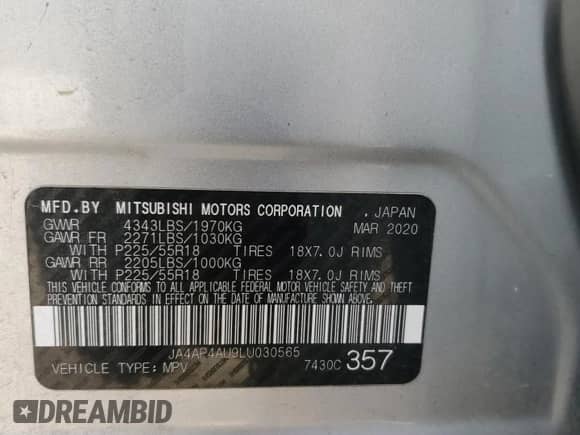 MFD.BY MITSUBISHI MOTORS CORPORATION . JAPAN
GVWR 4343LBS/1970KG MAR 2020
GAWR FR 2271LBS/1030KG
WITH P225/55R18 TIRES 18X7.0J RIMS
GAWR RR 2205LBS/1000KG
WITH P225/55R18 TIRES 18X7.0J RIMS
THIS VEHICLE CONFORMS TO ALL APPLICABLE FEDERAL MOTOR VEHICLE SAFETY, BUMPER, AND THEFT
PREVENTION STANDARDS IN EFFECT ON THE DATE OF MANUFACTURE SHOWN ABOVE.
JA4AP4AU9LU030565
VEHICLE TYPE: MPV 7430C 357
DREAMBID